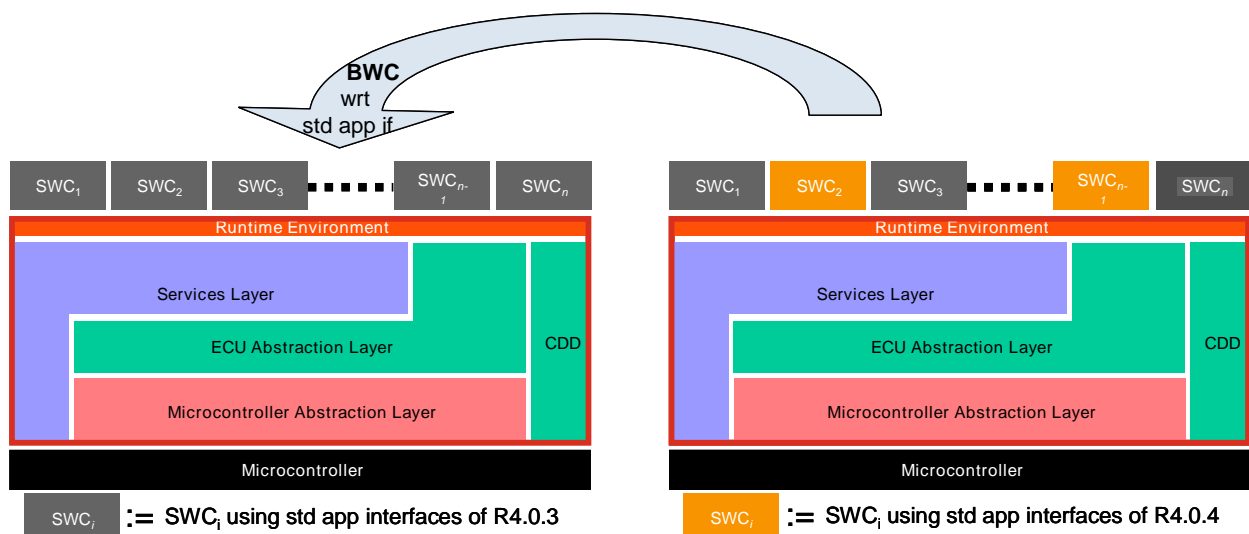 BWC
wrt
std app if
SWC1 SWC2 SWC3 SWCn-1 SWCn
SWC1 SWC2 SWC3 SWCn-1 SWCn
Runtime Environment
Services Layer
ECU Abstraction Layer
CDD
Microcontroller Abstraction Layer
Microcontroller
Runtime Environment
Services Layer
ECU Abstraction Layer
CDD
Microcontroller Abstraction Layer
Microcontroller
SWCi := SWCi using std app interfaces of R4.0.3
SWCi := SWCi using std app interfaces of R4.0.4